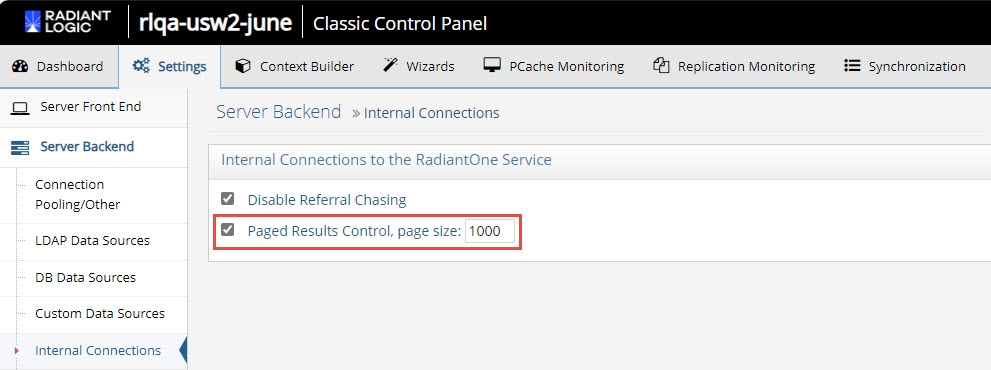 RADIANT
LOGIC
rlqa-usw2-june
Classic Control Panel
Dashboard
Settings
Context Builder
Wizards
PCache Monitoring
Replication Monitoring
Synchronization
Server Front End
Server Backend
Connection
Pooling/Other
LDAP Data Sources
DB Data Sources
Custom Data Sources
Internal Connections
Server Backend » Internal Connections
Internal Connections to the RadiantOne Service
Disable Referral Chasing
Paged Results Control, page size: 1000